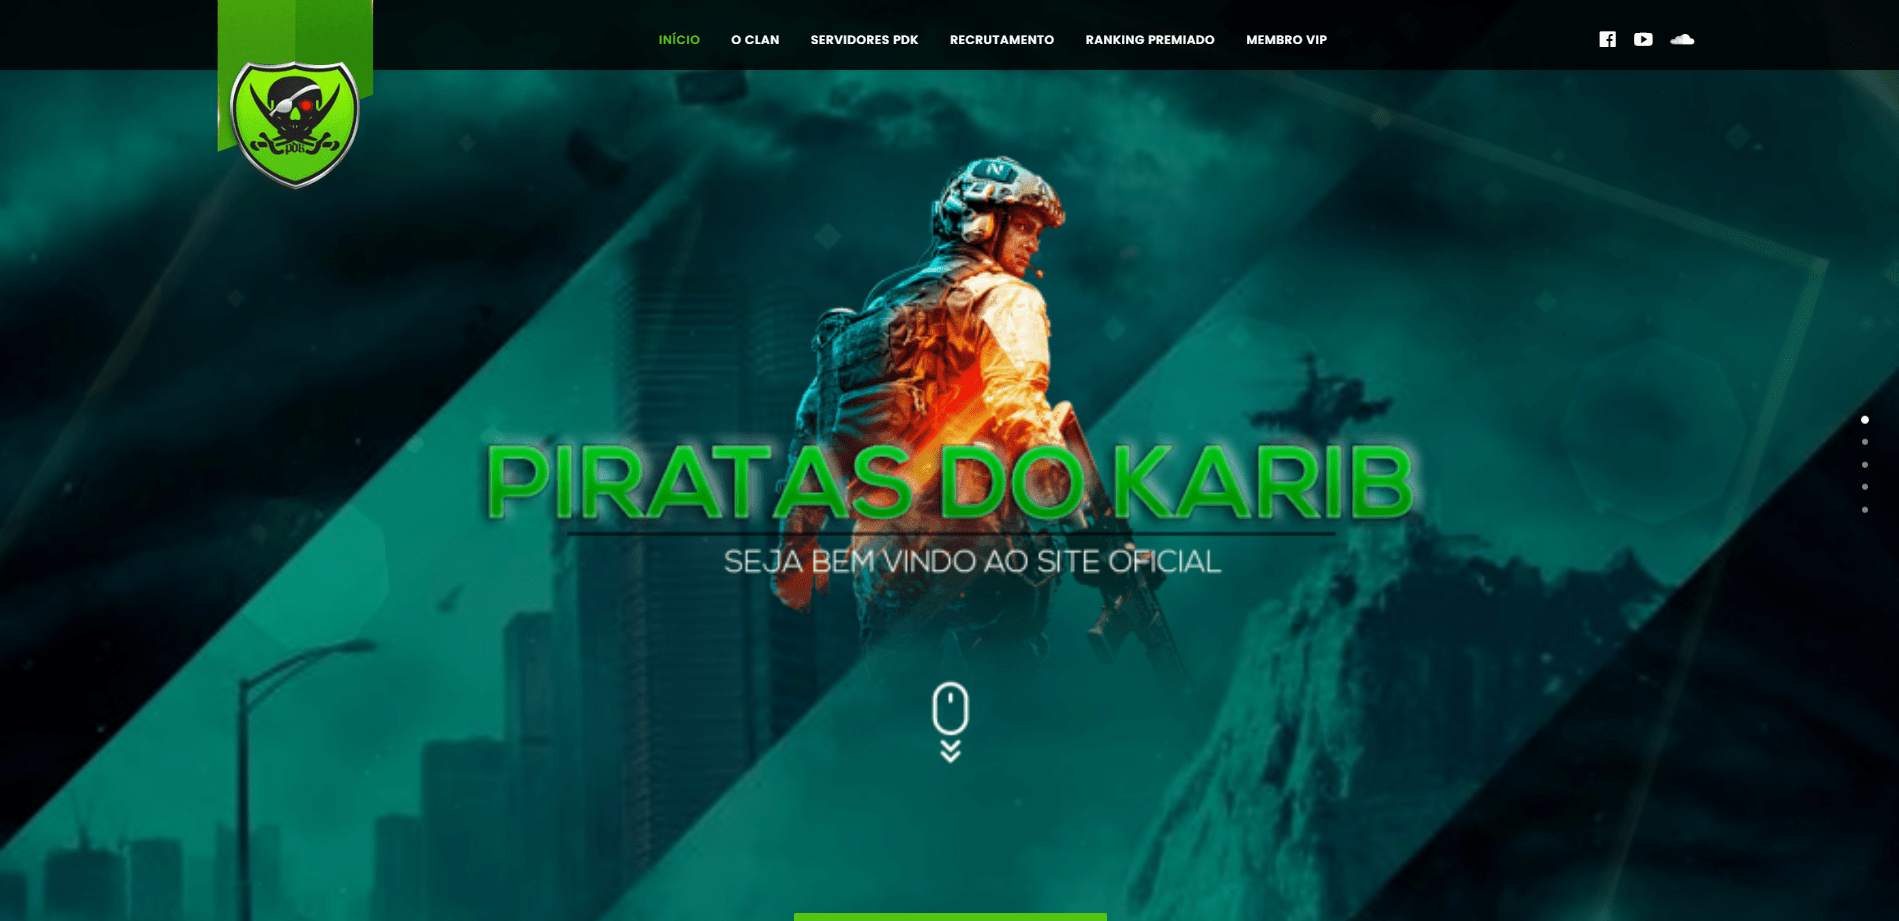 INÍCIO
O CLAN
SERVIDORES PDK
RECRUTAMENTO
RANKING PREMIADO
MEMBRO VIP
pdk
PIRATAS DO KARIB
SEJA BEM VINDO AO SITE OFICIAL